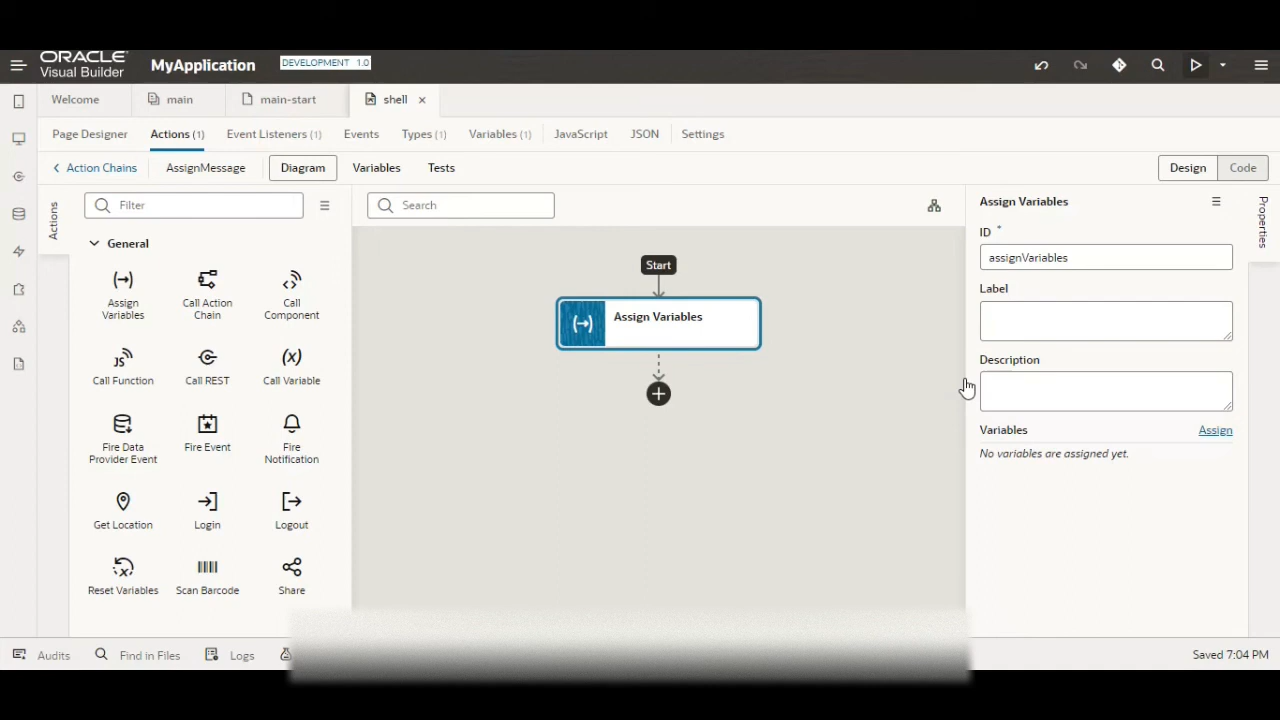 ORACLE
Visual Builder
MyApplication
DEVELOPMENT 1.0
Welcome
main
main-start
shell
Page Designer
Actions (1)
Event Listeners (1)
Events
Types (1)
Variables (1)
JavaScript
JSON
Settings
Action Chains
AssignMessage
Diagram
Variables
Tests
Design
Code
Actions
Filter
Search
General
Assign
Variables
Call Action
Chain
Call
Component
Call Function
Call REST
Call Variable
Fire Data
Provider Event
Fire Event
Fire
Notification
Get Location
Login
Logout
Reset Variables
Scan Barcode
Share
Start
Assign Variables
Assign Variables
ID *
assignVariables
Label
Description
Variables
Assign
No variables are assigned yet.
Properties
Audits
Find in Files
Logs
Saved 7:04 PM